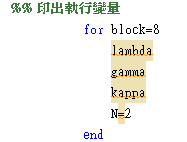 %% 印出執行變量
for block=8
lambda
gamma
kappa
N=2
end